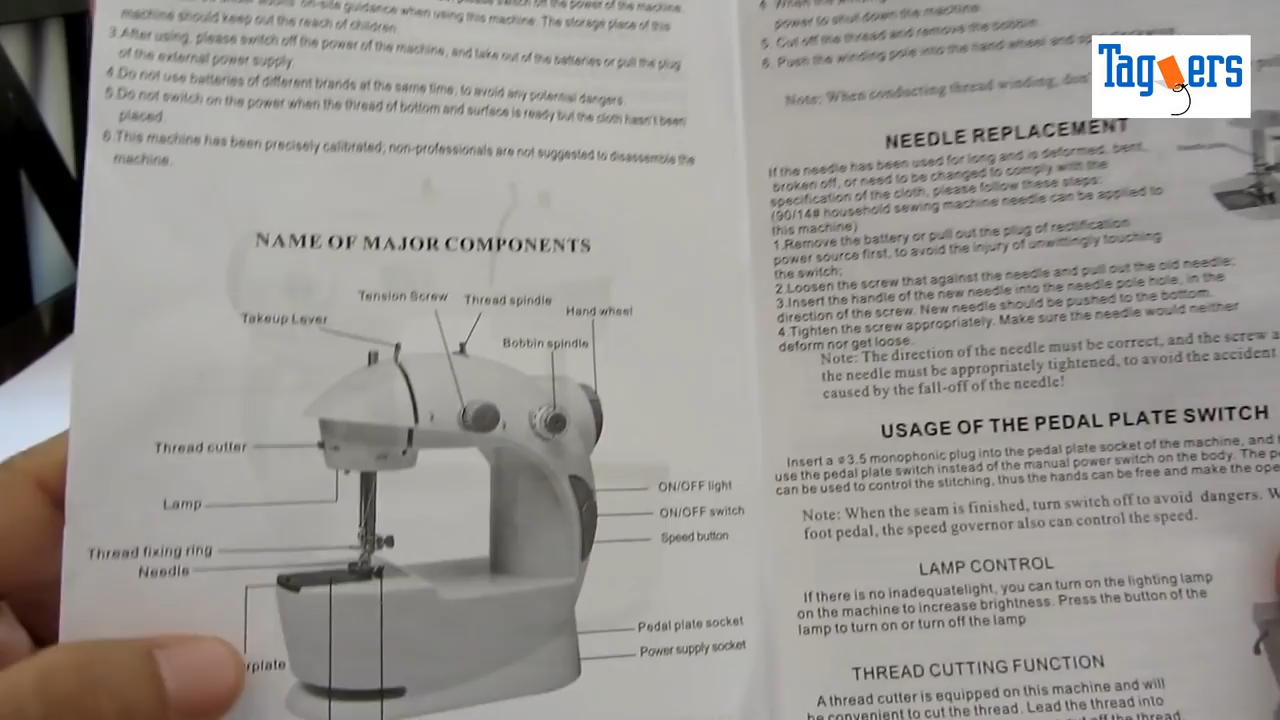 on-site guidance when using this machine. The storage place of this
machine should keep out the reach of children.
3.After using, please switch off the power of the machine, and take out of the batteries or pull the plug
of the external power supply.
4.Do not use batteries of different brands at the same time, to avoid any potential dangers.
5.Do not switch on the power when the thread of bottom and surface is ready but the cloth hasn't been
placed.
6.This machine has been precisely calibrated; non-professionals are not suggested to disassemble the
machine.
NAME OF MAJOR COMPONENTS
Tension Screw
Thread spindle
Hand wheel
Takeup Lever
Bobbin spindle
Thread cutter
Lamp
ON/OFF light
ON/OFF switch
Speed button
Thread fixing ring
Needle
Pedal plate socket
Power supply socket
power to shut down the machine.
5. Cut off the thread and remove the bobbin.
6. Push the winding pole into the hand wheel and
Note: When conducting thread winding, don'
Tag ers
NEEDLE REPLACEMENT
If the needle has been used for long and is deformed, bent,
broken off, or need to be changed to comply with the
specification of the cloth, please follow these steps:
(90/14# household sewing machine needle can be applied to
this machine)
1.Remove the battery or pull out the plug of rectification
power source first, to avoid the injury of unwittingly touching
the switch;
2.Loosen the screw that against the needle and pull out the old needle;
3.Insert the handle of the new needle into the needle pole hole, in the
direction of the screw. New needle should be pushed to the bottom.
4.Tighten the screw appropriately. Make sure the needle would neither
deform nor get loose.
Note: The direction of the needle must be correct, and the screw a
the needle must be appropriately tightened, to avoid the accident
caused by the fall-off of the needle!
USAGE OF THE PEDAL PLATE SWITCH
Insert a ø3.5 monophonic plug into the pedal plate socket of the machine, and
use the pedal plate switch instead of the manual power switch on the body. The
can be used to control the stitching, thus the hands can be free and make the
Note: When the seam is finished, turn switch off to avoid dangers.
foot pedal, the speed governor also can control the speed.
LAMP CONTROL
If there is no inadequatelight, you can turn on the lighting lamp
on the machine to increase brightness. Press the button of the
lamp to turn on or turn off the lamp
THREAD CUTTING FUNCTION
A thread cutter is equipped on this machine and will
be convenient to cut the thread. Lead the thread into